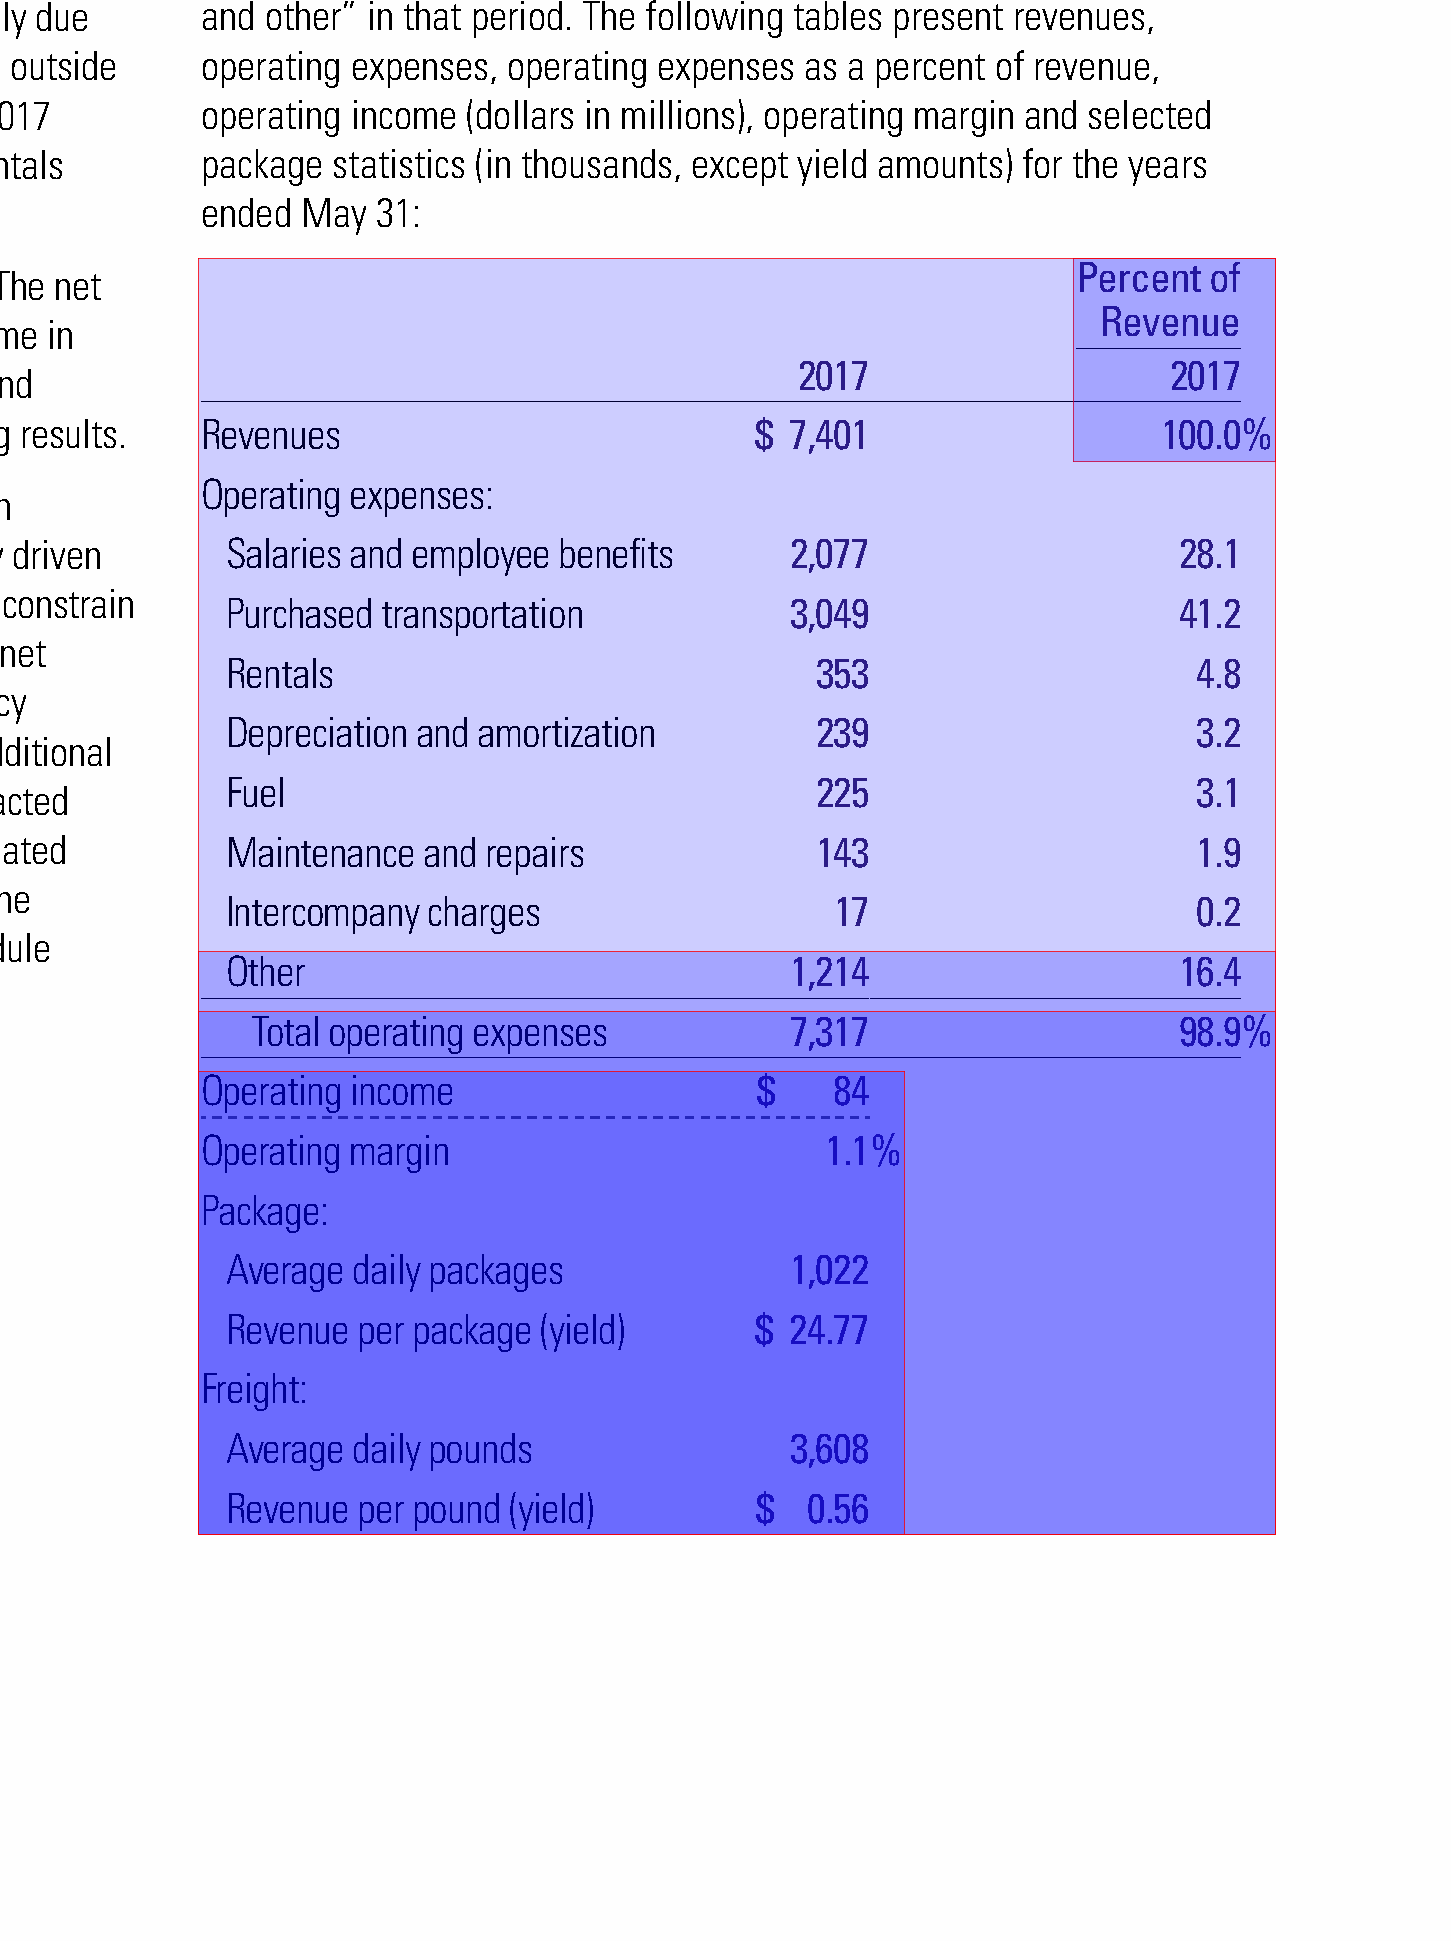 ly due
outside
017
ntals
The net
me in
nd
g results.
n
y driven
constrain
net
cy
dditional
acted
ated
ne
dule
and other” in that period. The following tables present revenues,
operating expenses, operating expenses as a percent of revenue,
operating income (dollars in millions), operating margin and selected
package statistics (in thousands, except yield amounts) for the years
ended May 31:
Percent of
Revenue
2017 2017
Revenues $ 7,401 100.0%
Operating expenses:
Salaries and employee benefits 2,077 28.1
Purchased transportation 3,049 41.2
Rentals 353 4.8
Depreciation and amortization 239 3.2
Fuel 225 3.1
Maintenance and repairs 143 1.9
Intercompany charges 17 0.2
Other 1,214 16.4
Total operating expenses 7,317 98.9%
Operating income $ 84
Operating margin 1.1%
Package:
Average daily packages 1,022
Revenue per package (yield) $ 24.77
Freight:
Average daily pounds 3,608
Revenue per pound (yield) $ 0.56